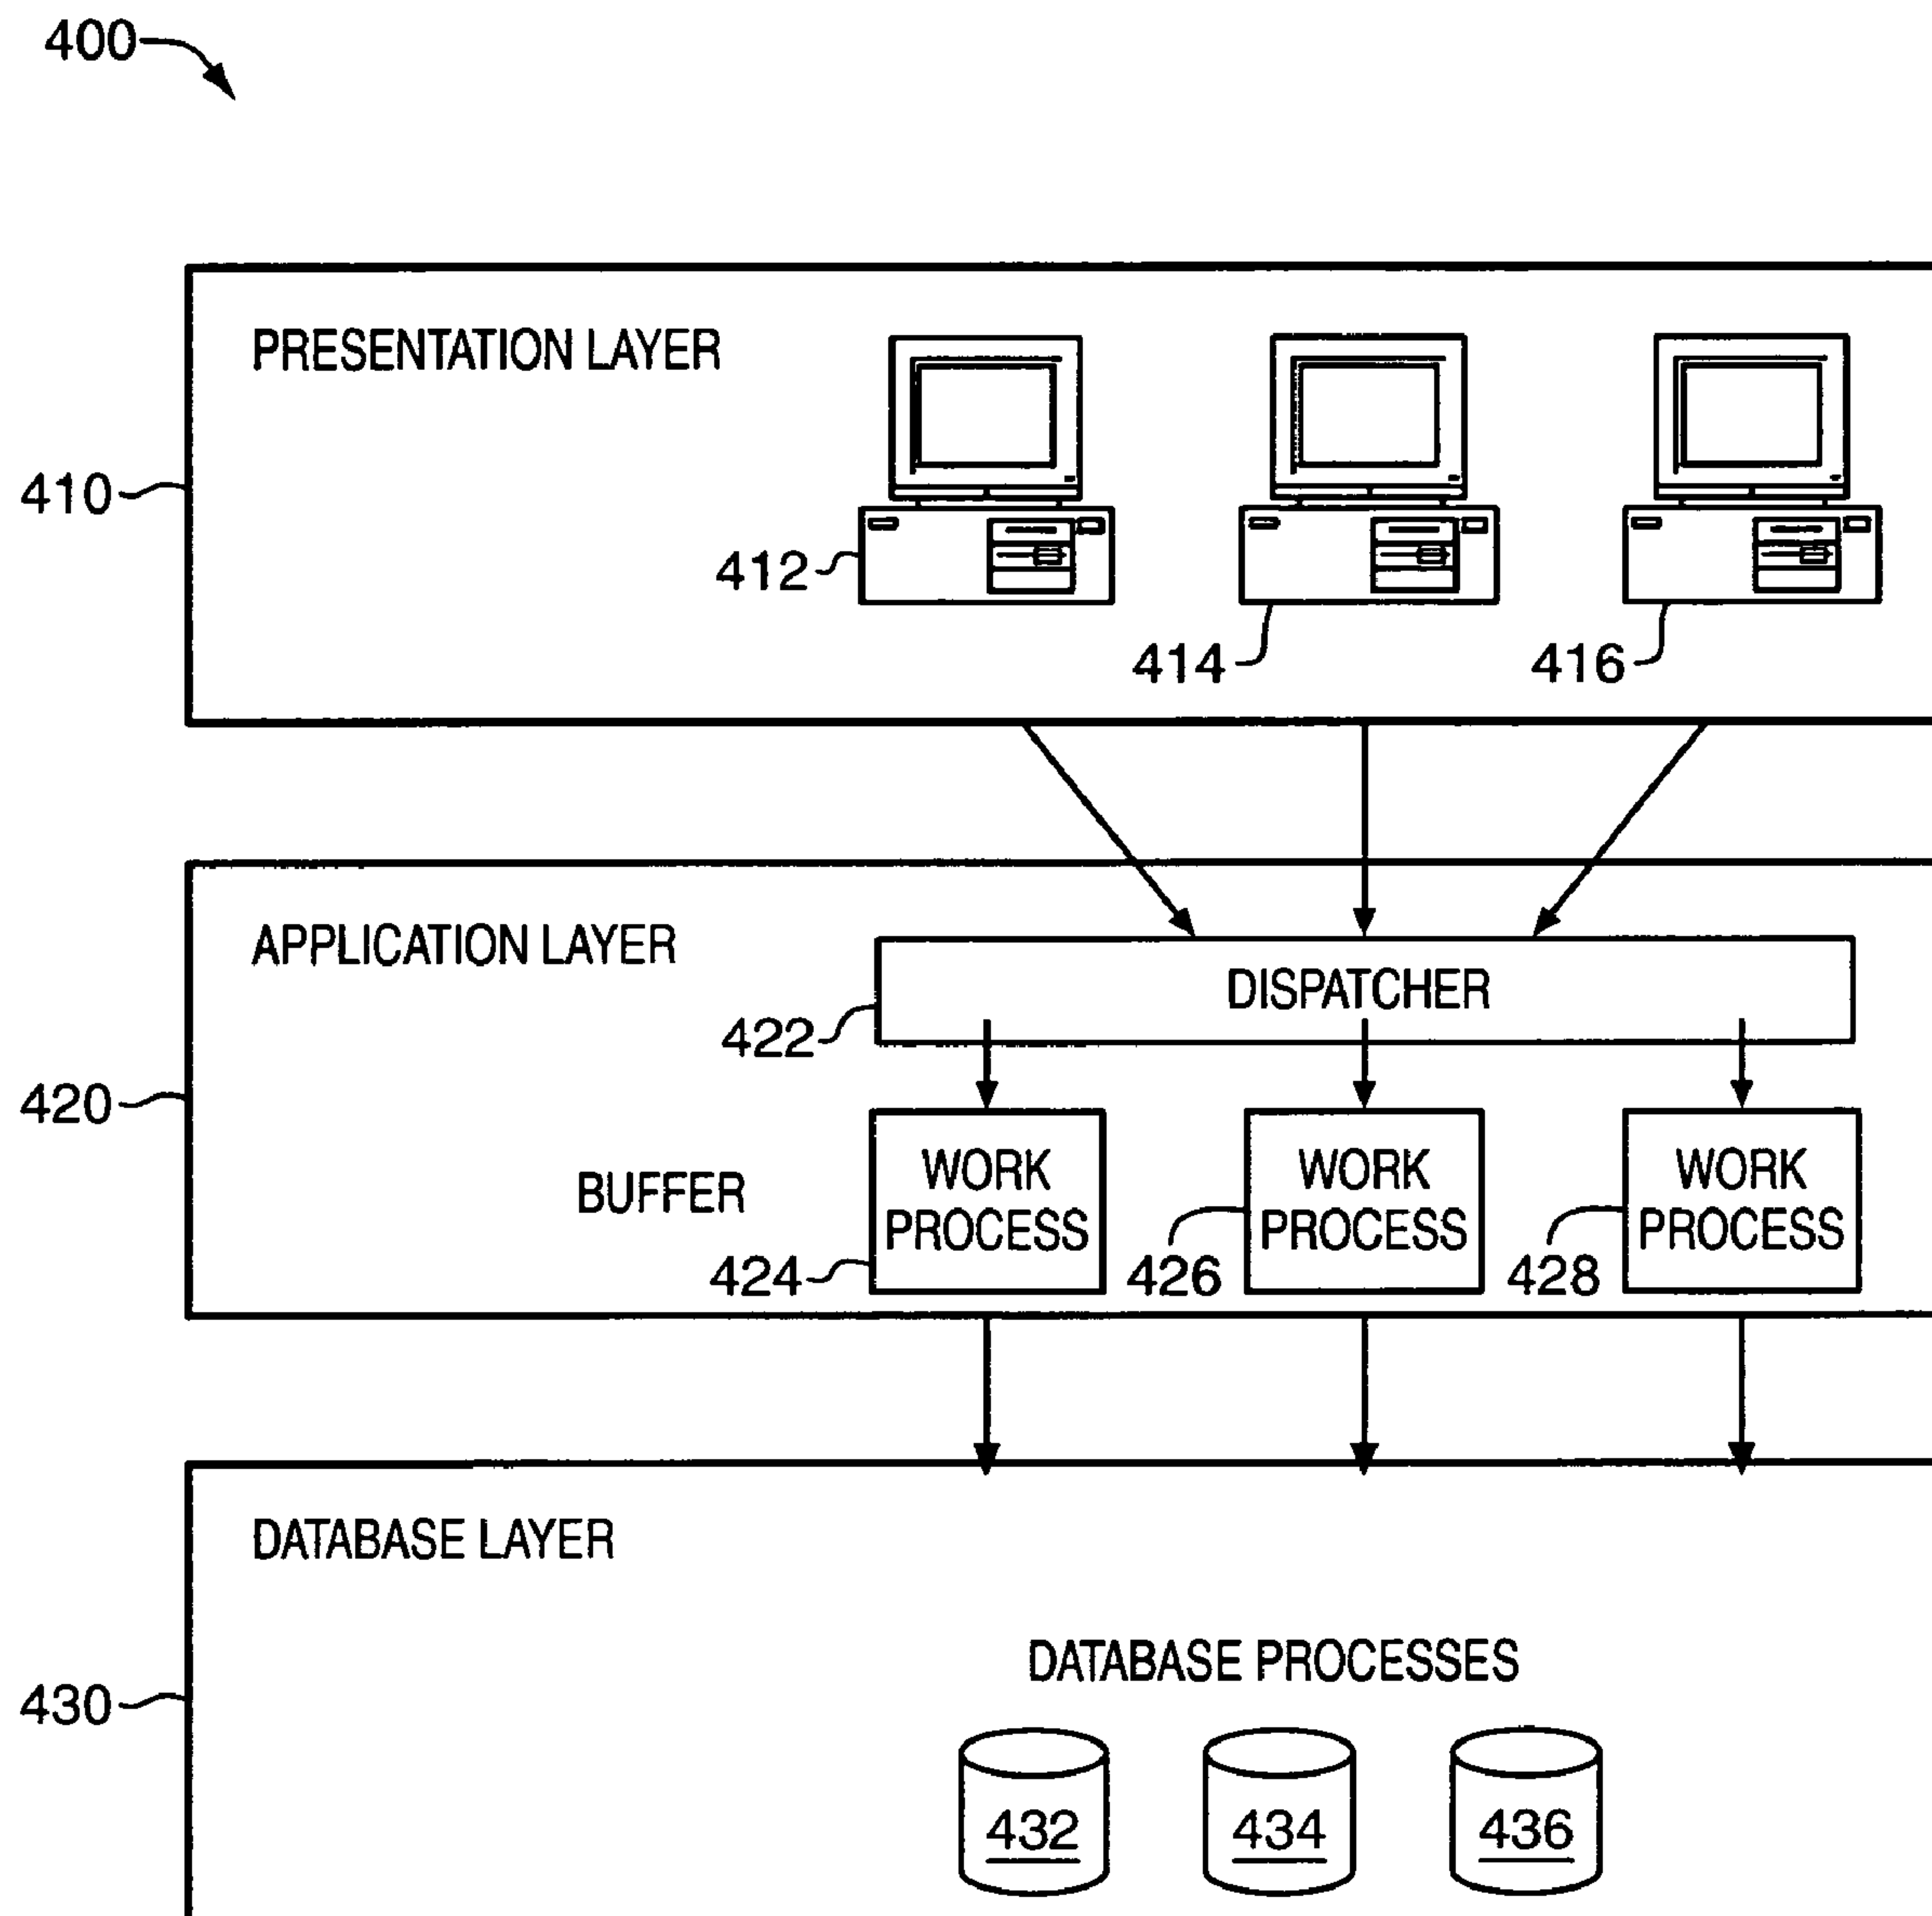 400
PRESENTATION LAYER
410
412
414
416
APPLICATION LAYER
DISPATCHER
422
420
BUFFER
WORK
PROCESS
WORK
PROCESS
WORK
PROCESS
424
426
428
DATABASE LAYER
DATABASE PROCESSES
430
432
434
436